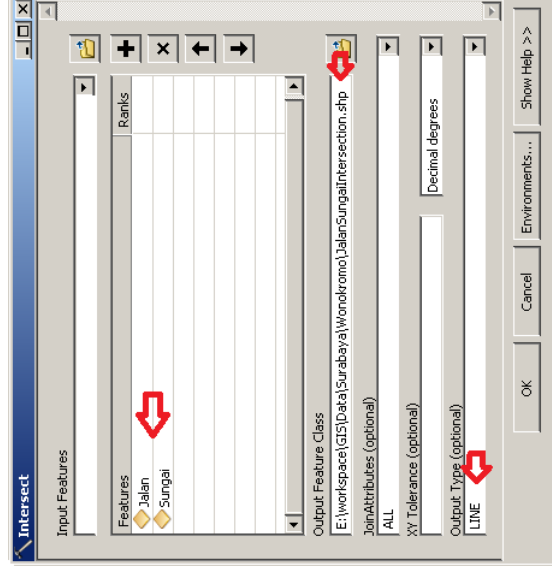 Intersect
Input Features
Features Ranks
Jalan
Sungai
Output Feature Class
E:\workspace\GIS\Data\Surabaya\Wonokromo\JalanSungaiIntersection.shp
JoinAttributes (optional)
ALL
XY Tolerance (optional)
Decimal degrees
Output Type (optional)
LINE
OK Cancel Environments... Show Help >>